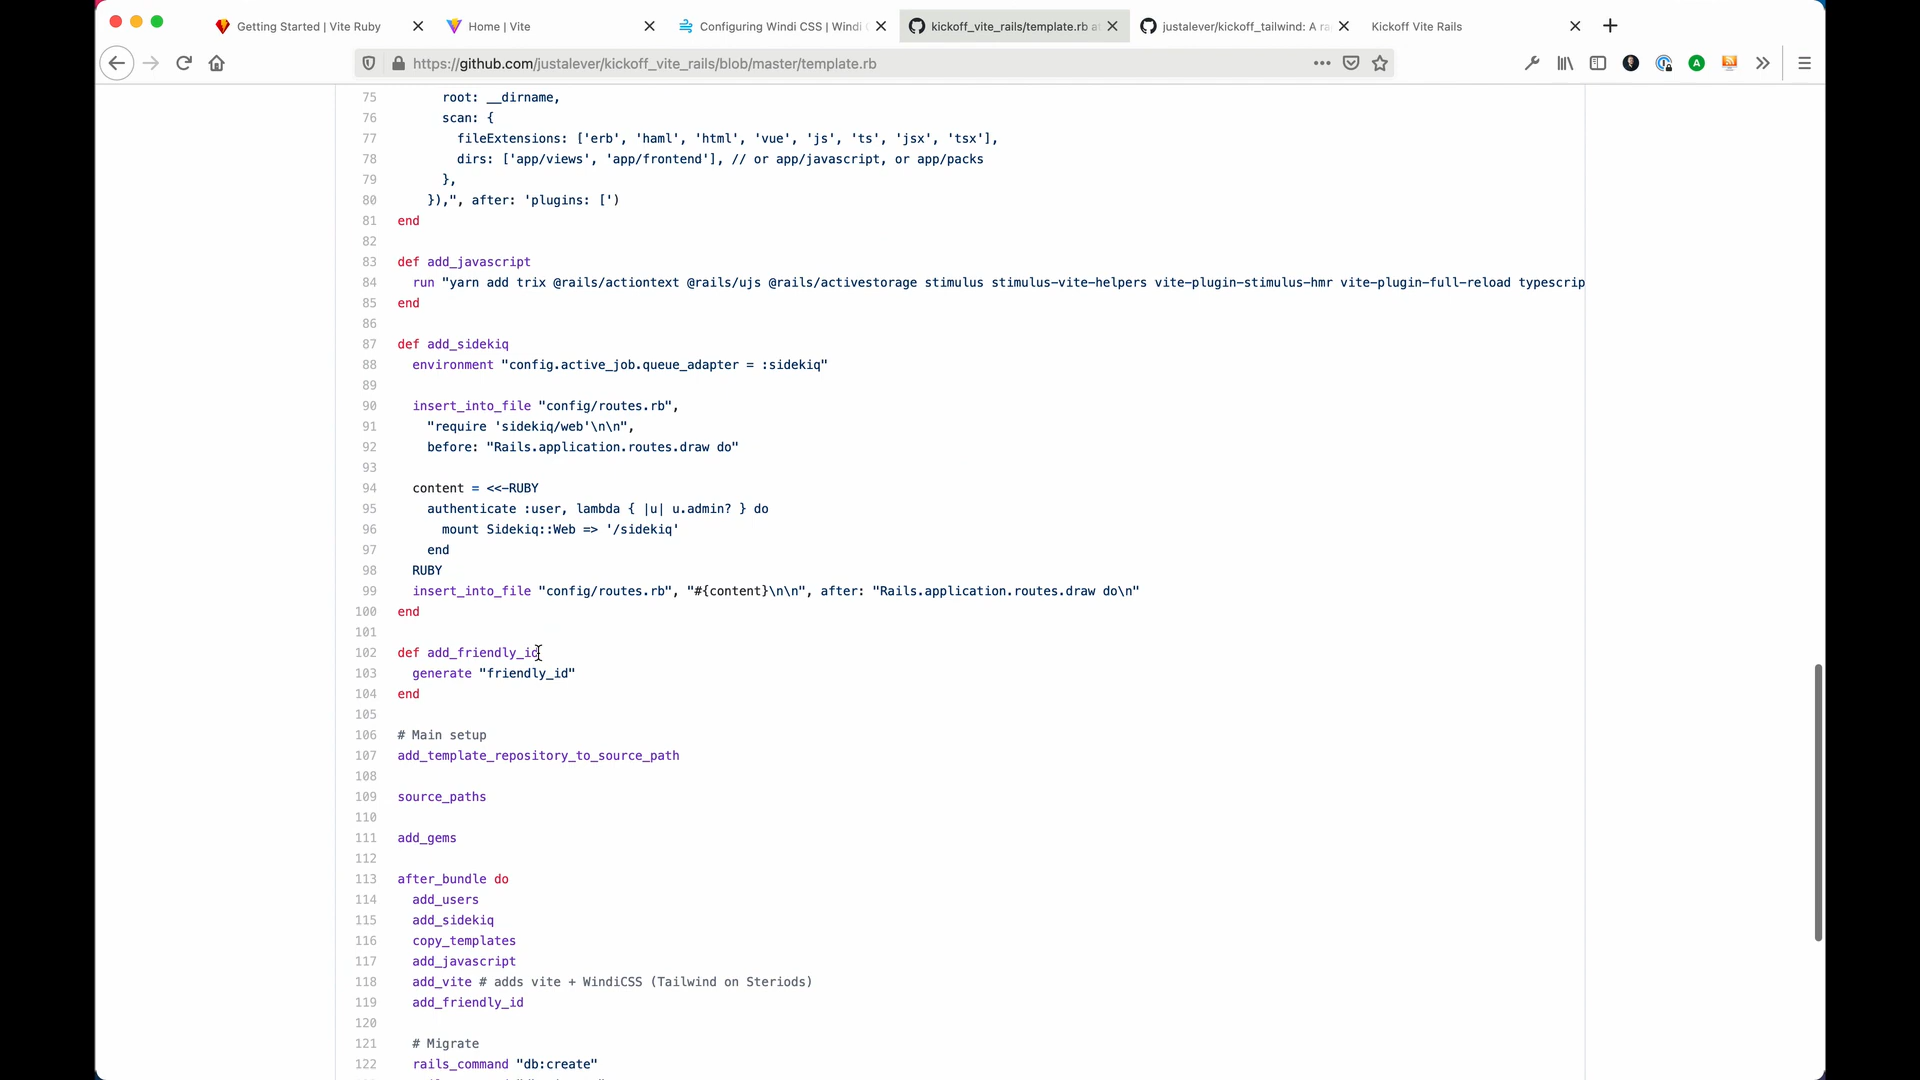 Getting Started | Vite Ruby
Home | Vite
Configuring Windi CSS | Windi
kickoff_vite_rails/template.rb at
justalever/kickoff_tailwind: A ra
Kickoff Vite Rails
https://github.com/justalever/kickoff_vite_rails/blob/master/template.rb
75 root: __dirname,
76 scan: {
77 fileExtensions: ['erb', 'haml', 'html', 'vue', 'js', 'ts', 'jsx', 'tsx'],
78 dirs: ['app/views', 'app/frontend'], // or app/javascript, or app/packs
79 },
80 }),", after: 'plugins: [')
81 end
82
83 def add_javascript
84 run "yarn add trix @rails/actiontext @rails/ujs @rails/activestorage stimulus stimulus-vite-helpers vite-plugin-stimulus-hmr vite-plugin-full-reload typescrip
85 end
86
87 def add_sidekiq
88 environment "config.active_job.queue_adapter = :sidekiq"
89
90 insert_into_file "config/routes.rb",
91 "require 'sidekiq/web'\n\n",
92 before: "Rails.application.routes.draw do"
93
94 content = <<-RUBY
95 authenticate :user, lambda { |u| u.admin? } do
96 mount Sidekiq::Web => '/sidekiq'
97 end
98 RUBY
99 insert_into_file "config/routes.rb", "#{content}\n\n", after: "Rails.application.routes.draw do\n"
100 end
101
102 def add_friendly_id
103 generate "friendly_id"
104 end
105
106 # Main setup
107 add_template_repository_to_source_path
108
109 source_paths
110
111 add_gems
112
113 after_bundle do
114 add_users
115 add_sidekiq
116 copy_templates
117 add_javascript
118 add_vite # adds vite + WindiCSS (Tailwind on Steriods)
119 add_friendly_id
120
121 # Migrate
122 rails_command "db:create"